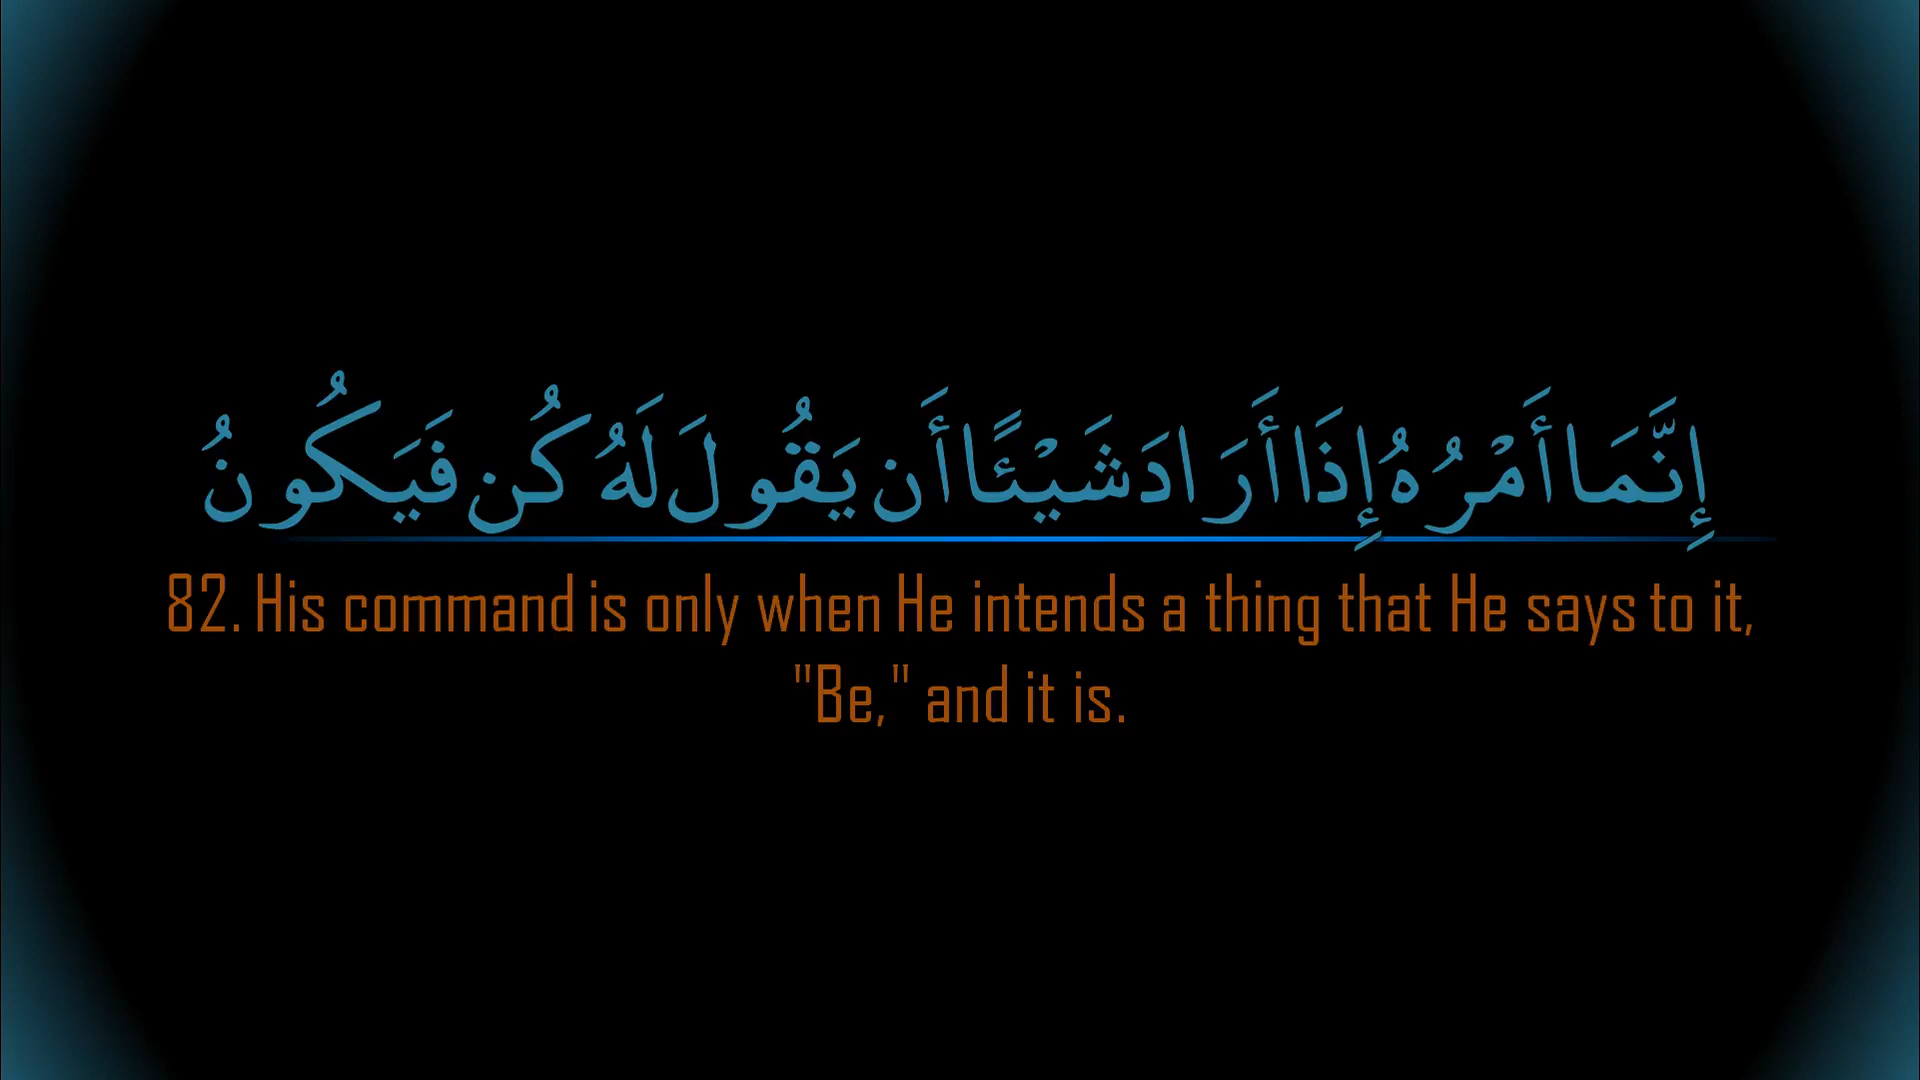 إِنَّمَا أَمْرُهُ إِذَا أَرَادَ شَيْئًا أَن يَقُولَ لَهُ كُن فَيَكُونُ
82. His command is only when He intends a thing that He says to it,
"Be," and it is.